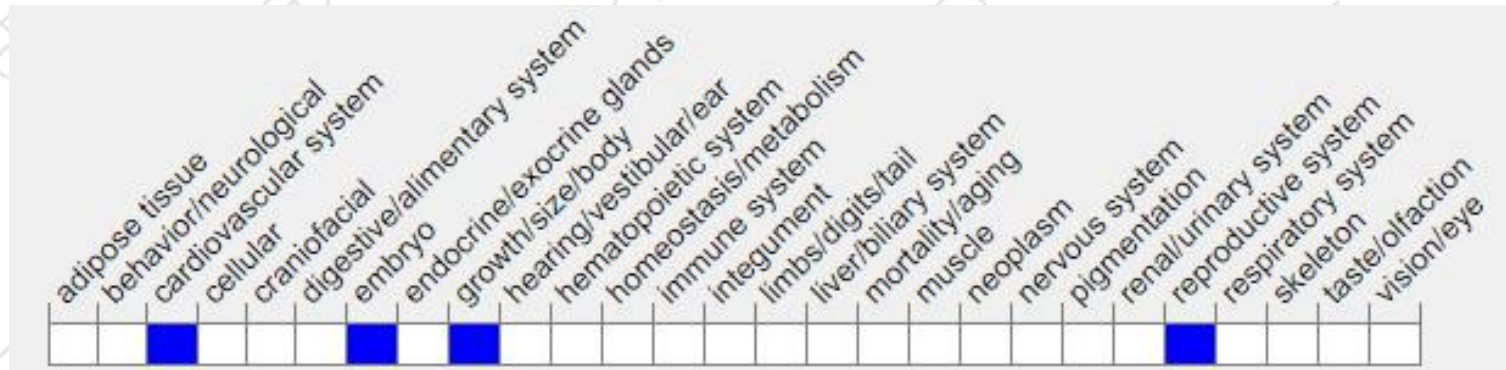 adipose tissue
behavior/neurological
cardiovascular system
cellular
craniofacial
digestive/alimentary system
embryo
endocrine/exocrine glands
growth/size/body
hearing/vestibular/ear
hematopoietic system
homeostasis/metabolism
immune system
integument
limbs/digits/tail
liver/biliary system
mortality/aging
muscle
neoplasm
nervous system
pigmentation
renal/urinary system
reproductive system
respiratory system
skeleton
taste/olfaction
vision/eye